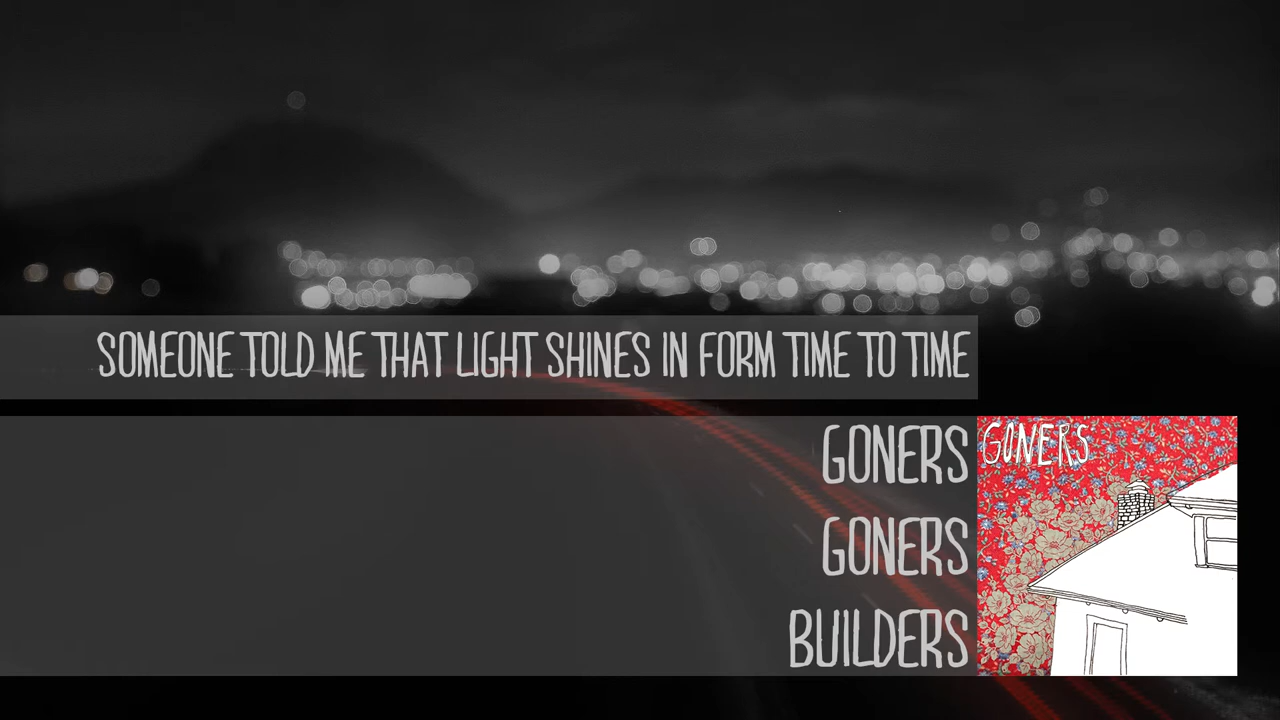 SOMEONE TOLD ME THAT LIGHT SHINES IN FORM TIME TO TIME
GONERS
GONERS
GONERS
BUILDERS